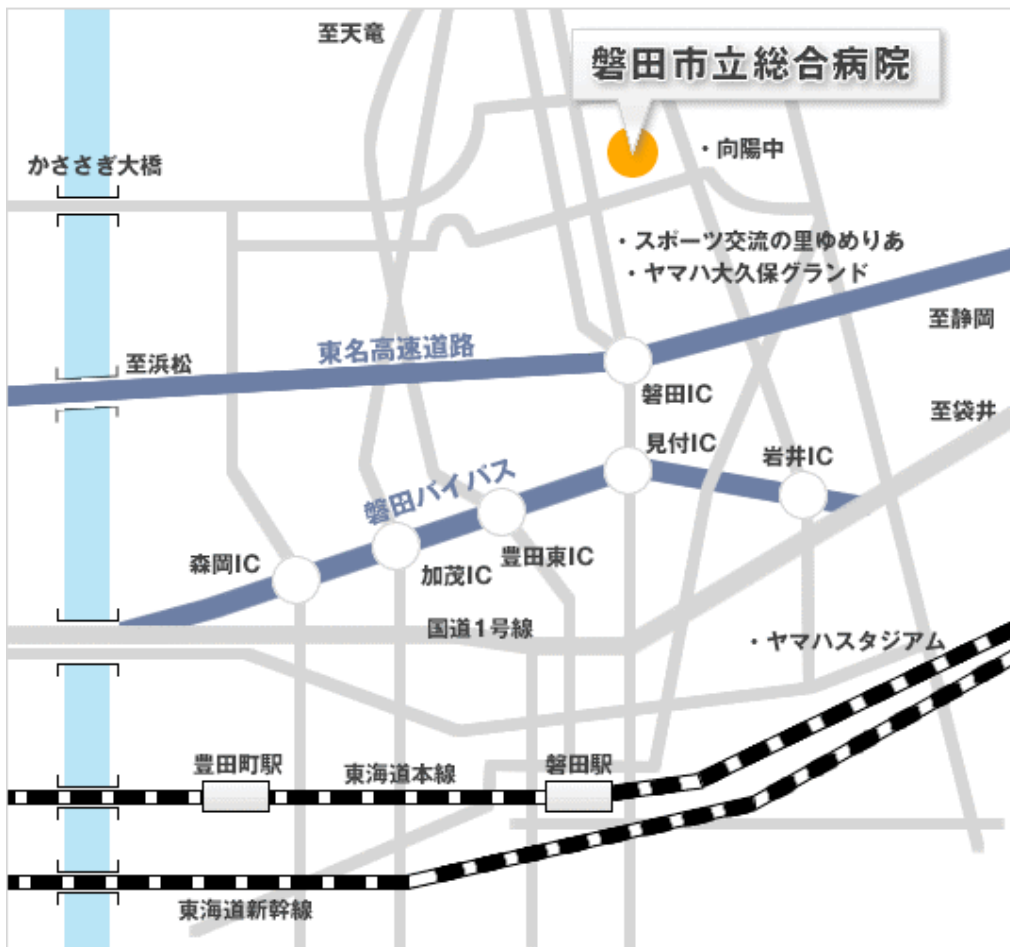 至天竜
磐田市立総合病院
・向陽中
かささぎ大橋
・スポーツ交流の里ゆめりあ
・ヤマハ大久保グランド
至静岡
東名高速道路
至浜松
磐田IC
至袋井
見付IC
岩井IC
磐田バイパス
豊田東IC
森岡IC
加茂IC
国道1号線
・ヤマハスタジアム
豊田町駅
東海道本線
磐田駅
東海道新幹線